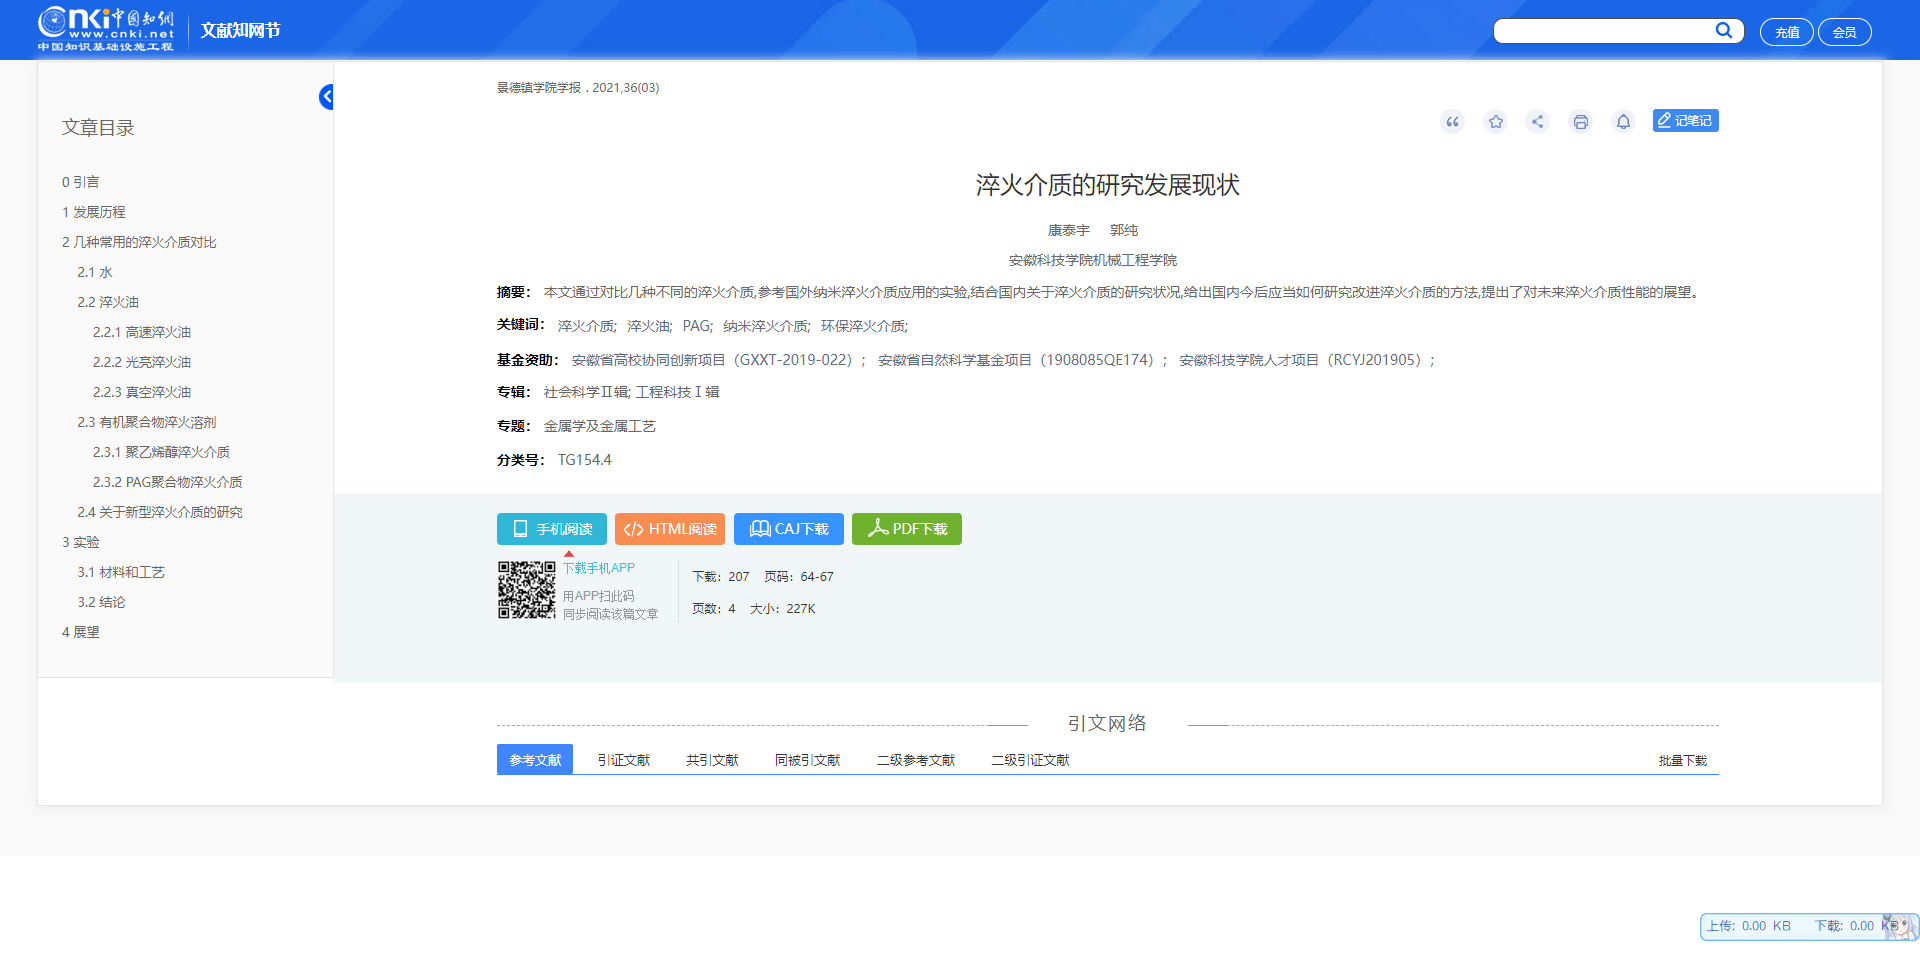 cnki中国知网
www.cnki.net
中国知识基础设施工程
文献知网节
充值
会员
文章目录
0 引言
1 发展历程
2 几种常用的淬火介质对比
2.1 水
2.2 淬火油
2.2.1 高速淬火油
2.2.2 光亮淬火油
2.2.3 真空淬火油
2.3 有机聚合物淬火溶剂
2.3.1 聚乙烯醇淬火介质
2.3.2 PAG聚合物淬火介质
2.4 关于新型淬火介质的研究
3 实验
3.1 材料和工艺
3.2 结论
4 展望
景德镇学院学报 . 2021,36(03)
记笔记
淬火介质的研究发展现状
康泰宇 郭纯
安徽科技学院机械工程学院
摘要： 本文通过对比几种不同的淬火介质,参考国外纳米淬火介质应用的实验,结合国内关于淬火介质的研究状况,给出国内今后应当如何研究改进淬火介质的方法,提出了对未来淬火介质性能的展望。
关键词： 淬火介质; 淬火油; PAG; 纳米淬火介质; 环保淬火介质;
基金资助： 安徽省高校协同创新项目（GXXT-2019-022）; 安徽省自然科学基金项目（1908085QE174）; 安徽科技学院人才项目（RCYJ201905）;
专辑： 社会科学Ⅱ辑; 工程科技Ⅰ辑
专题： 金属学及金属工艺
分类号： TG154.4
手机阅读
HTML阅读
CAJ下载
PDF下载
下载手机APP
用APP扫此码
同步阅读该篇文章
下载：207 页码：64-67
页数：4 大小：227K
引文网络
参考文献
引证文献
共引文献
同被引文献
二级参考文献
二级引证文献
批量下载
上传: 0.00 KB 下载: 0.00 KB